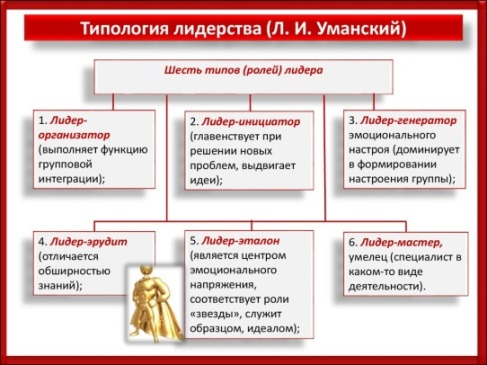 Типология лидерства (Л. И. Уманский)
Шесть типов (ролей) лидера
1. Лидер-
организатор
(выполняет функцию
групповой
интеграции);
2. Лидер-инициатор
(главенствует при
решении новых
проблем, выдвигает
идеи);
3. Лидер-генератор
эмоционального
настроя (доминирует
в формировании
настроения группы);
4. Лидер-эрудит
(отличается
обширностью
знаний);
5. Лидер-эталон
(является центром
эмоционального
напряжения,
соответствует роли
«звезды», служит
образцом, идеалом);
6. Лидер-мастер,
умелец (специалист в
каком-то виде
деятельности).